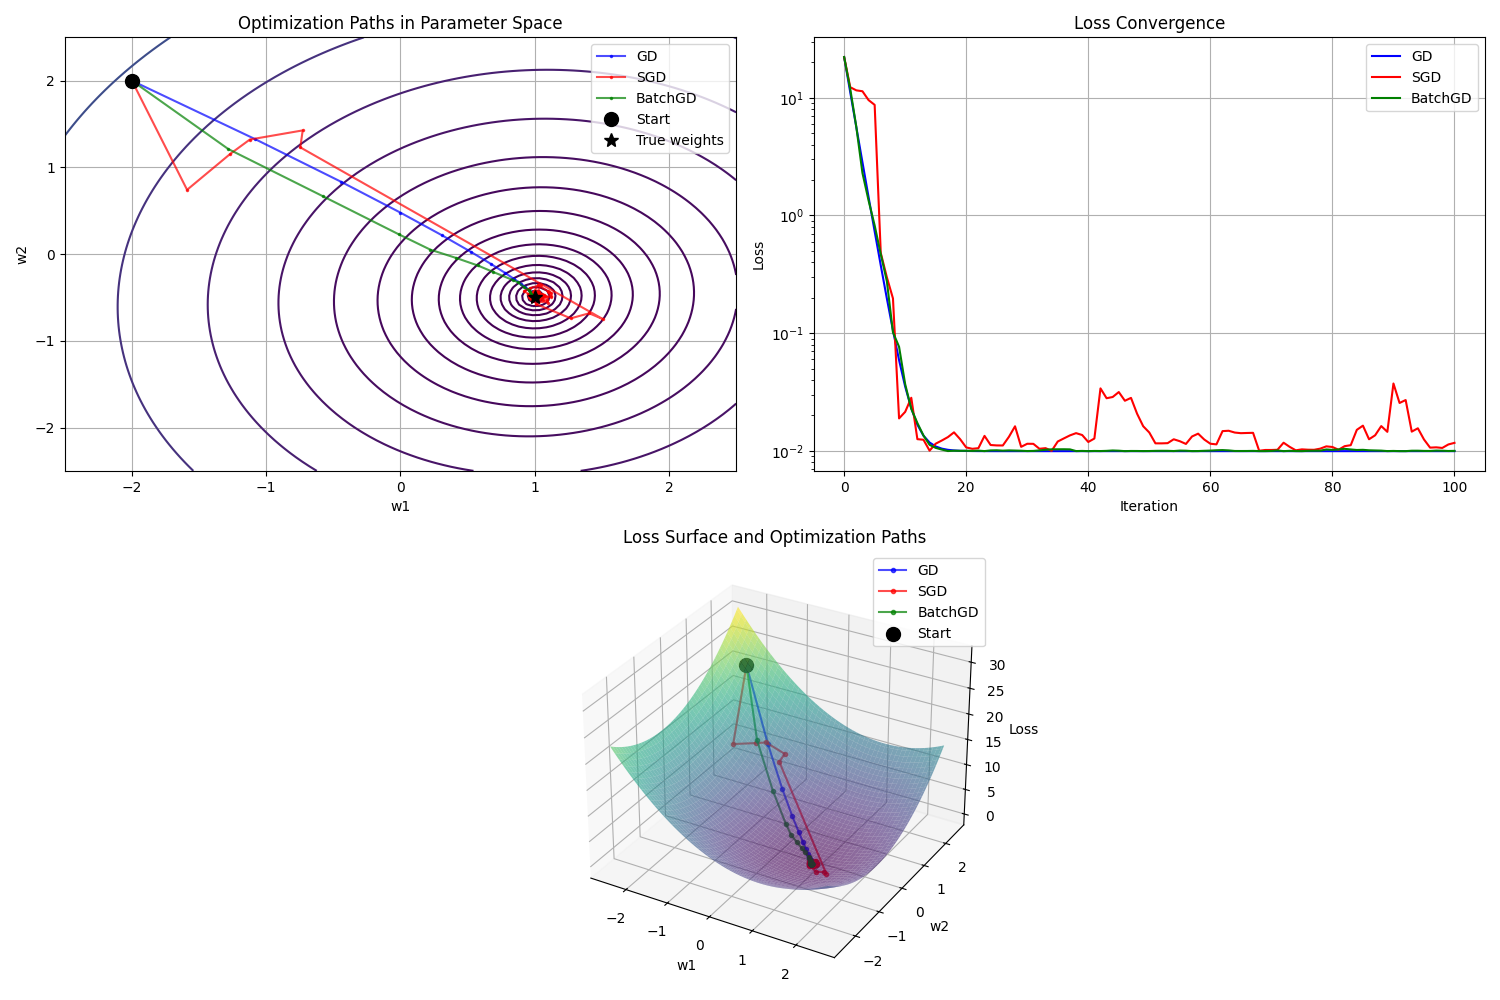 Optimization Paths in Parameter Space
GD
SGD
BatchGD
Start
True weights
2
1
0
−1
−2
w2
−2
−1
0
1
2
w1
Loss Convergence
GD
SGD
BatchGD
10¹
10⁰
10⁻¹
10⁻²
Loss
0
20
40
60
80
100
Iteration
Loss Surface and Optimization Paths
GD
SGD
BatchGD
Start
30
25
20
15
10
5
0
Loss
2
1
0
−1
−2
w2
−2
−1
0
1
2
w1